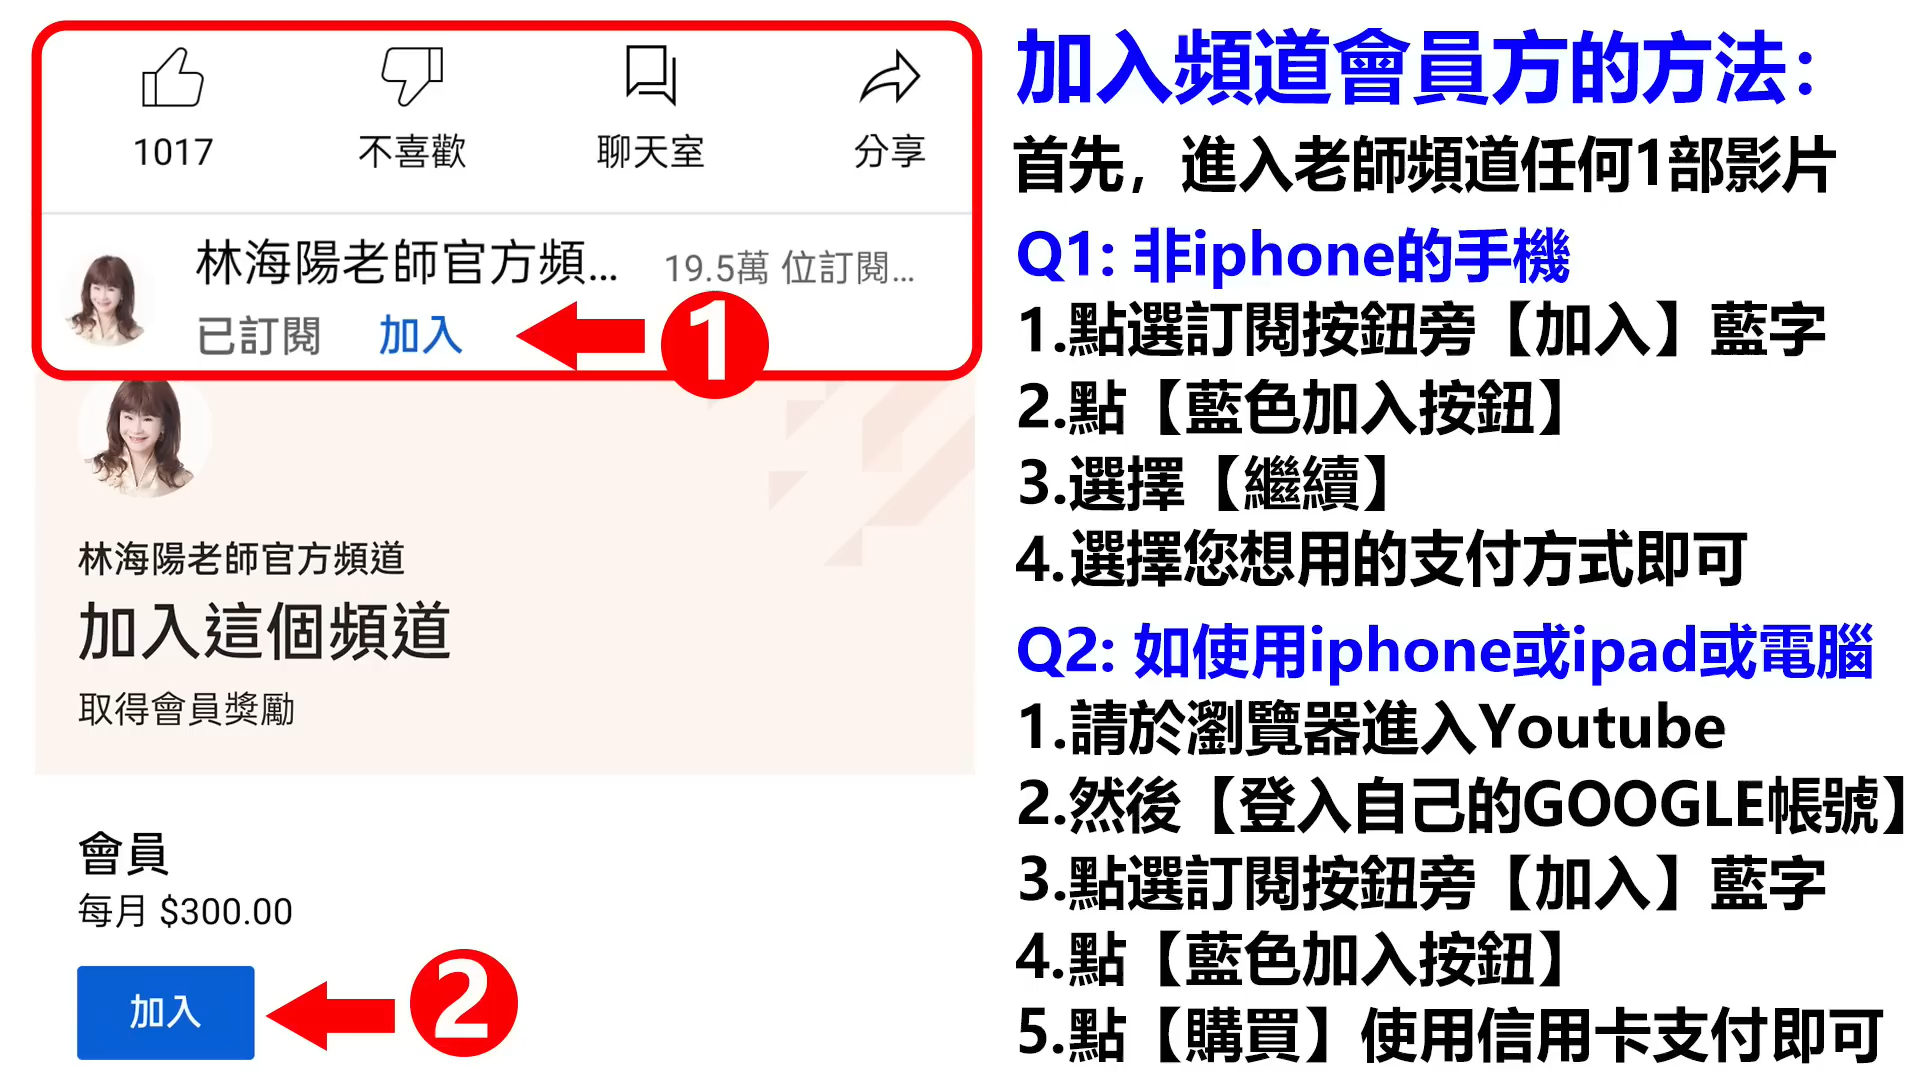 1017
不喜歡
聊天室
分享
林海陽老師官方頻...
19.5萬 位訂閱...
已訂閱
加入
1
林海陽老師官方頻道
加入這個頻道
取得會員獎勵
會員
每月 $300.00
加入
2
加入頻道會員方的方法：
首先，進入老師頻道任何1部影片
Q1: 非iphone的手機
1.點選訂閱按鈕旁【加入】藍字
2.點【藍色加入按鈕】
3.選擇【繼續】
4.選擇您想用的支付方式即可
Q2: 如使用iphone或ipad或電腦
1.請於瀏覽器進入Youtube
2.然後【登入自己的GOOGLE帳號】
3.點選訂閱按鈕旁【加入】藍字
4.點【藍色加入按鈕】
5.點【購買】使用信用卡支付即可